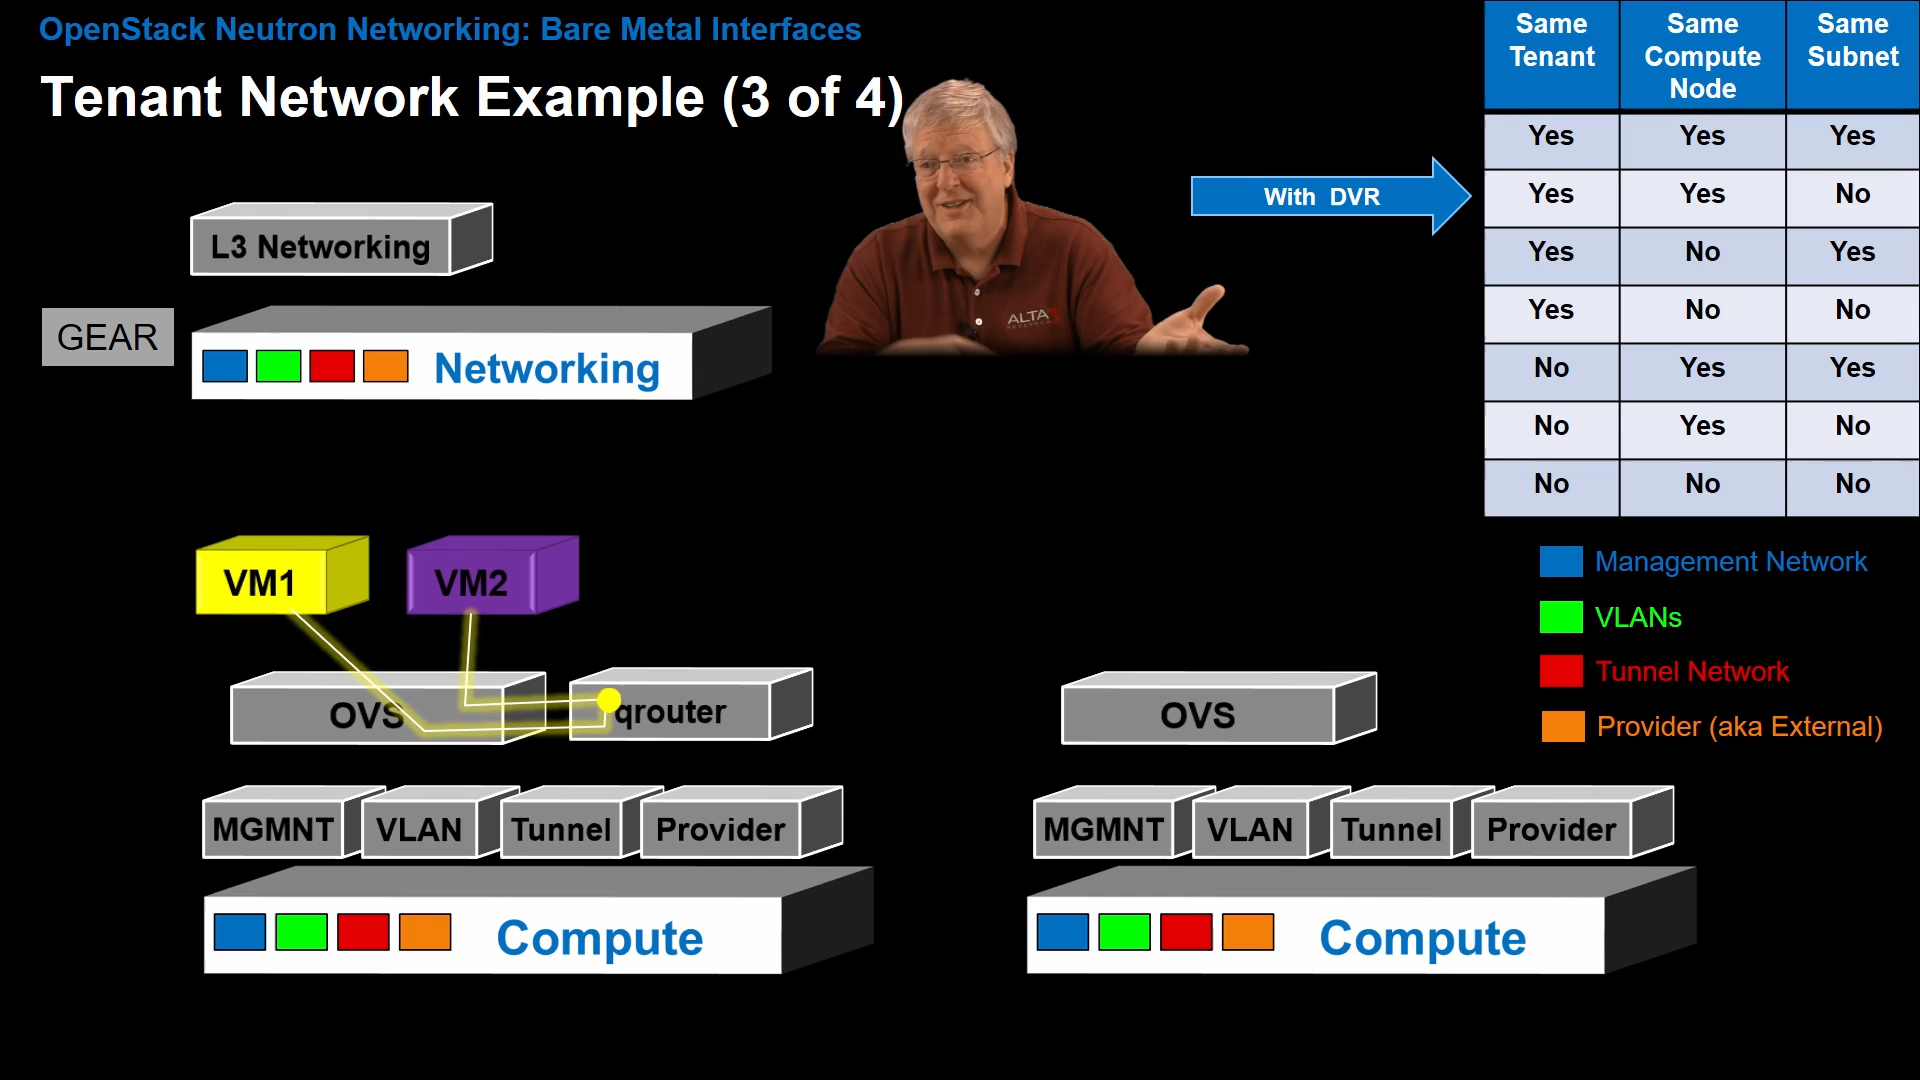 OpenStack Neutron Networking: Bare Metal Interfaces
Tenant Network Example (3 of 4)
Same Tenant
Same Compute Node
Same Subnet
Yes Yes Yes
With DVR
Yes Yes No
Yes No Yes
Yes No No
No Yes Yes
No Yes No
No No No
L3 Networking
GEAR
Networking
ALTA3
RESEARCH
VM1
VM2
Management Network
VLANs
Tunnel Network
Provider (aka External)
OVS
qrouter
OVS
MGMNT
VLAN
Tunnel
Provider
MGMNT
VLAN
Tunnel
Provider
Compute
Compute